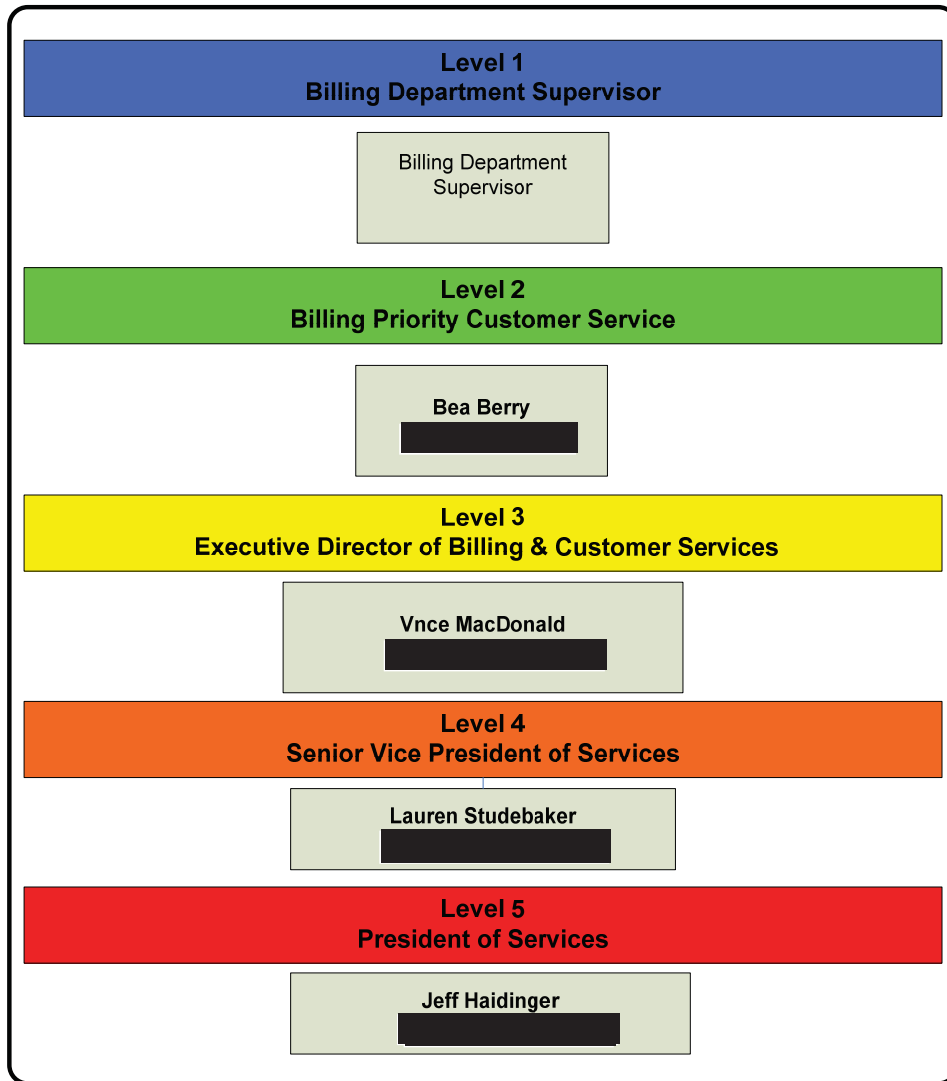 Level 1
Billing Department Supervisor
Billing Department
Supervisor
Level 2
Billing Priority Customer Service
Bea Berry
Level 3
Executive Director of Billing & Customer Services
Vnce MacDonald
Level 4
Senior Vice President of Services
Lauren Studebaker
Level 5
President of Services
Jeff Haidinger